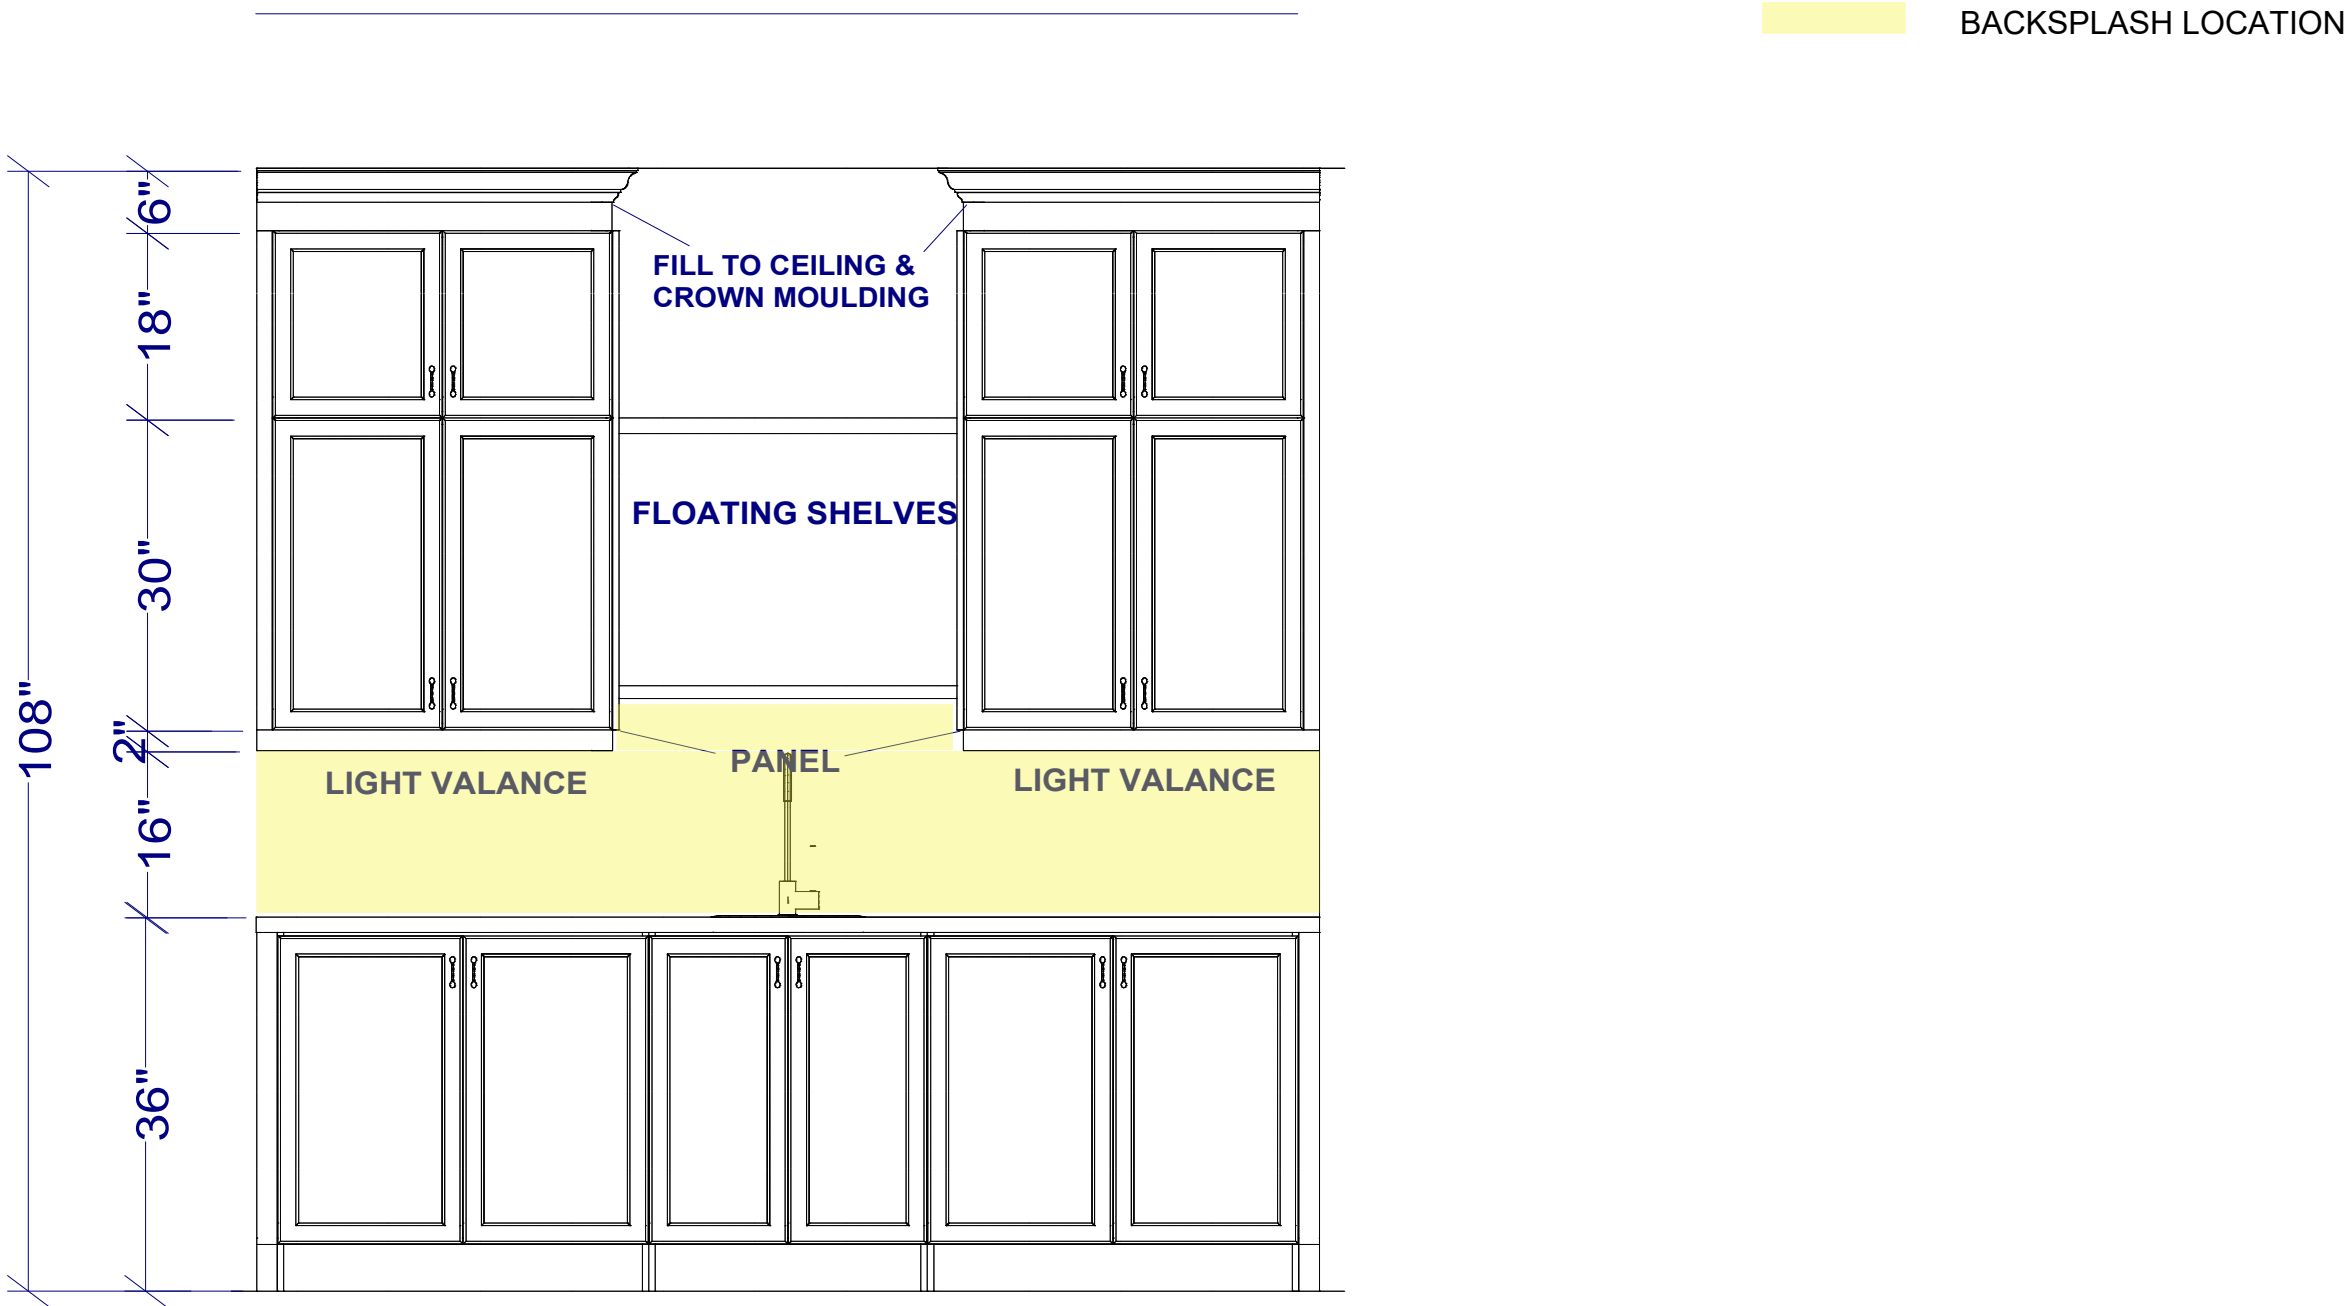 BACKSPLASH LOCATION
6"
18"
FILL TO CEILING &
CROWN MOULDING
FLOATING SHELVES
30"
108"
2"
PANEL
LIGHT VALANCE
LIGHT VALANCE
16"
36"